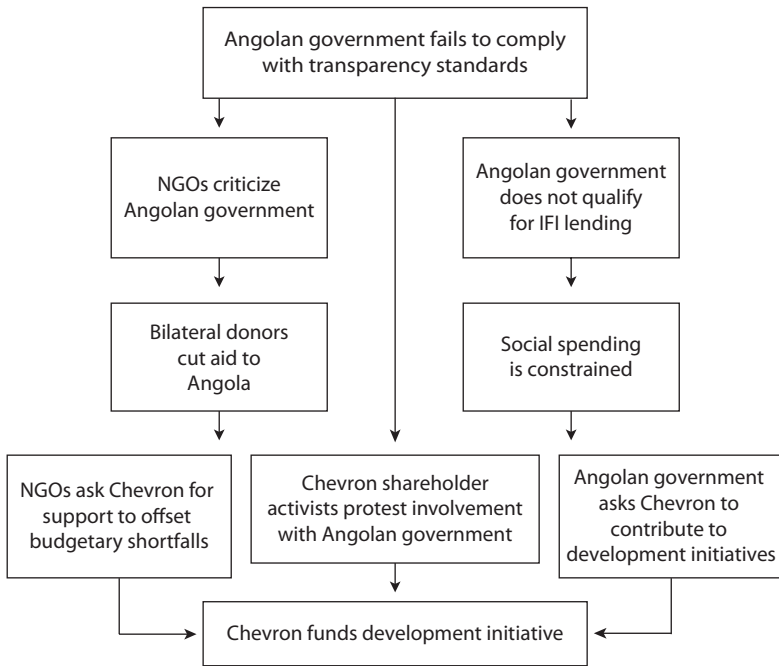 Angolan government fails to comply
with transparency standards
NGOs criticize
Angolan government
Angolan government
does not qualify
for IFI lending
Bilateral donors
cut aid to
Angola
Social spending
is constrained
NGOs ask Chevron for
support to offset
budgetary shortfalls
Chevron shareholder
activists protest involvement
with Angolan government
Angolan government
asks Chevron to
contribute to
development initiatives
Chevron funds development initiative